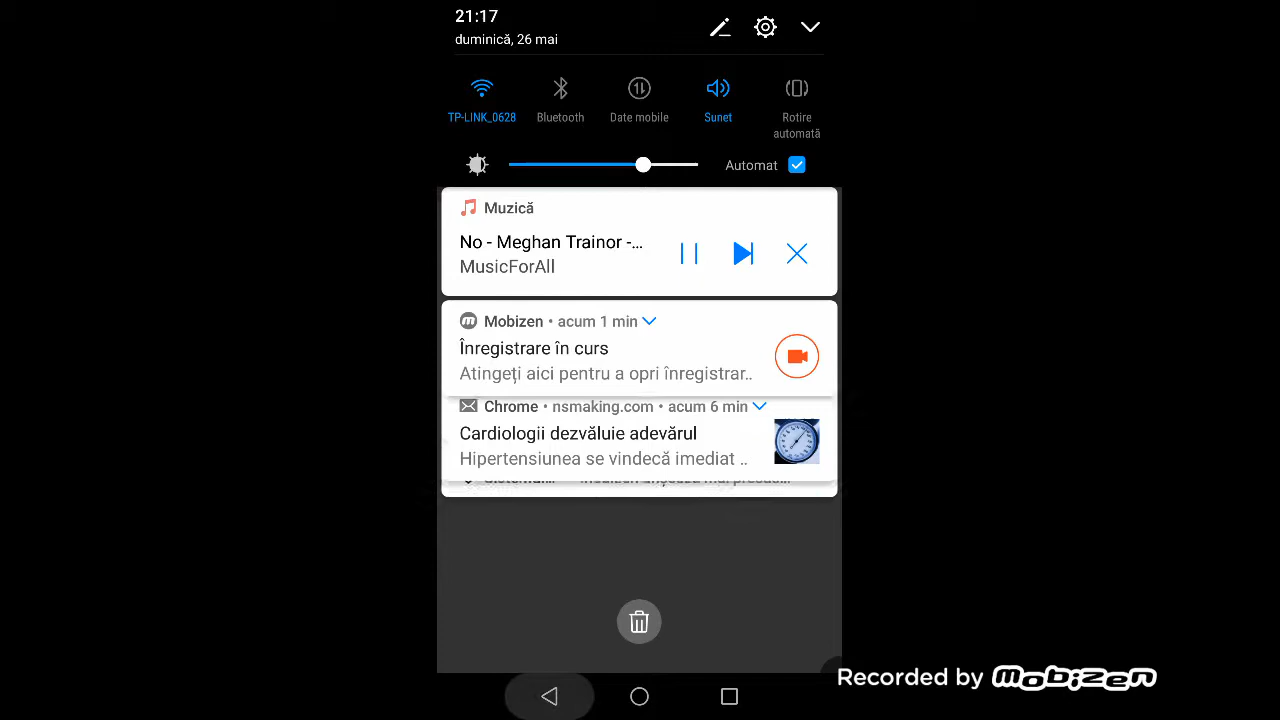 21:17
duminică, 26 mai
TP-LINK_0628
Bluetooth
Date mobile
Sunet
Rotire
automată
Automat
Muzică
No - Meghan Trainor -...
MusicForAll
Mobizen • acum 1 min
Înregistrare în curs
Atingeți aici pentru a opri înregistrar..
Chrome • nsmaking.com • acum 6 min
Cardiologii dezvăluie adevărul
Hipertensiunea se vindecă imediat ..
Recorded by mobizen